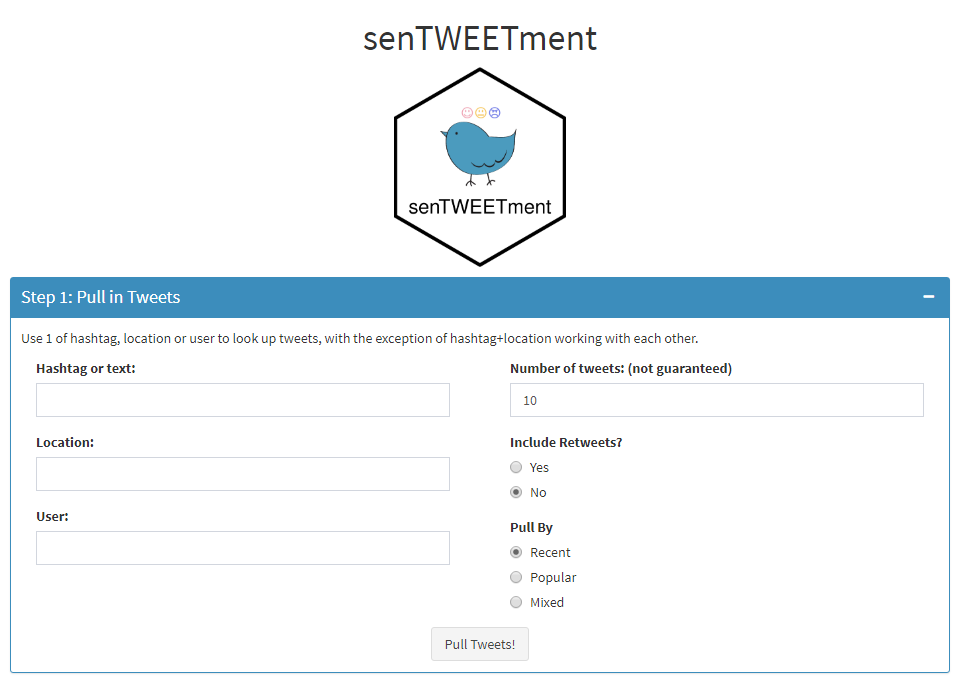 senTWEETment
senTWEETment
Step 1: Pull in Tweets
Use 1 of hashtag, location or user to look up tweets, with the exception of hashtag+location working with each other.
Hashtag or text:
Number of tweets: (not guaranteed)
10
Location:
Include Retweets?
Yes
No
User:
Pull By
Recent
Popular
Mixed
Pull Tweets!